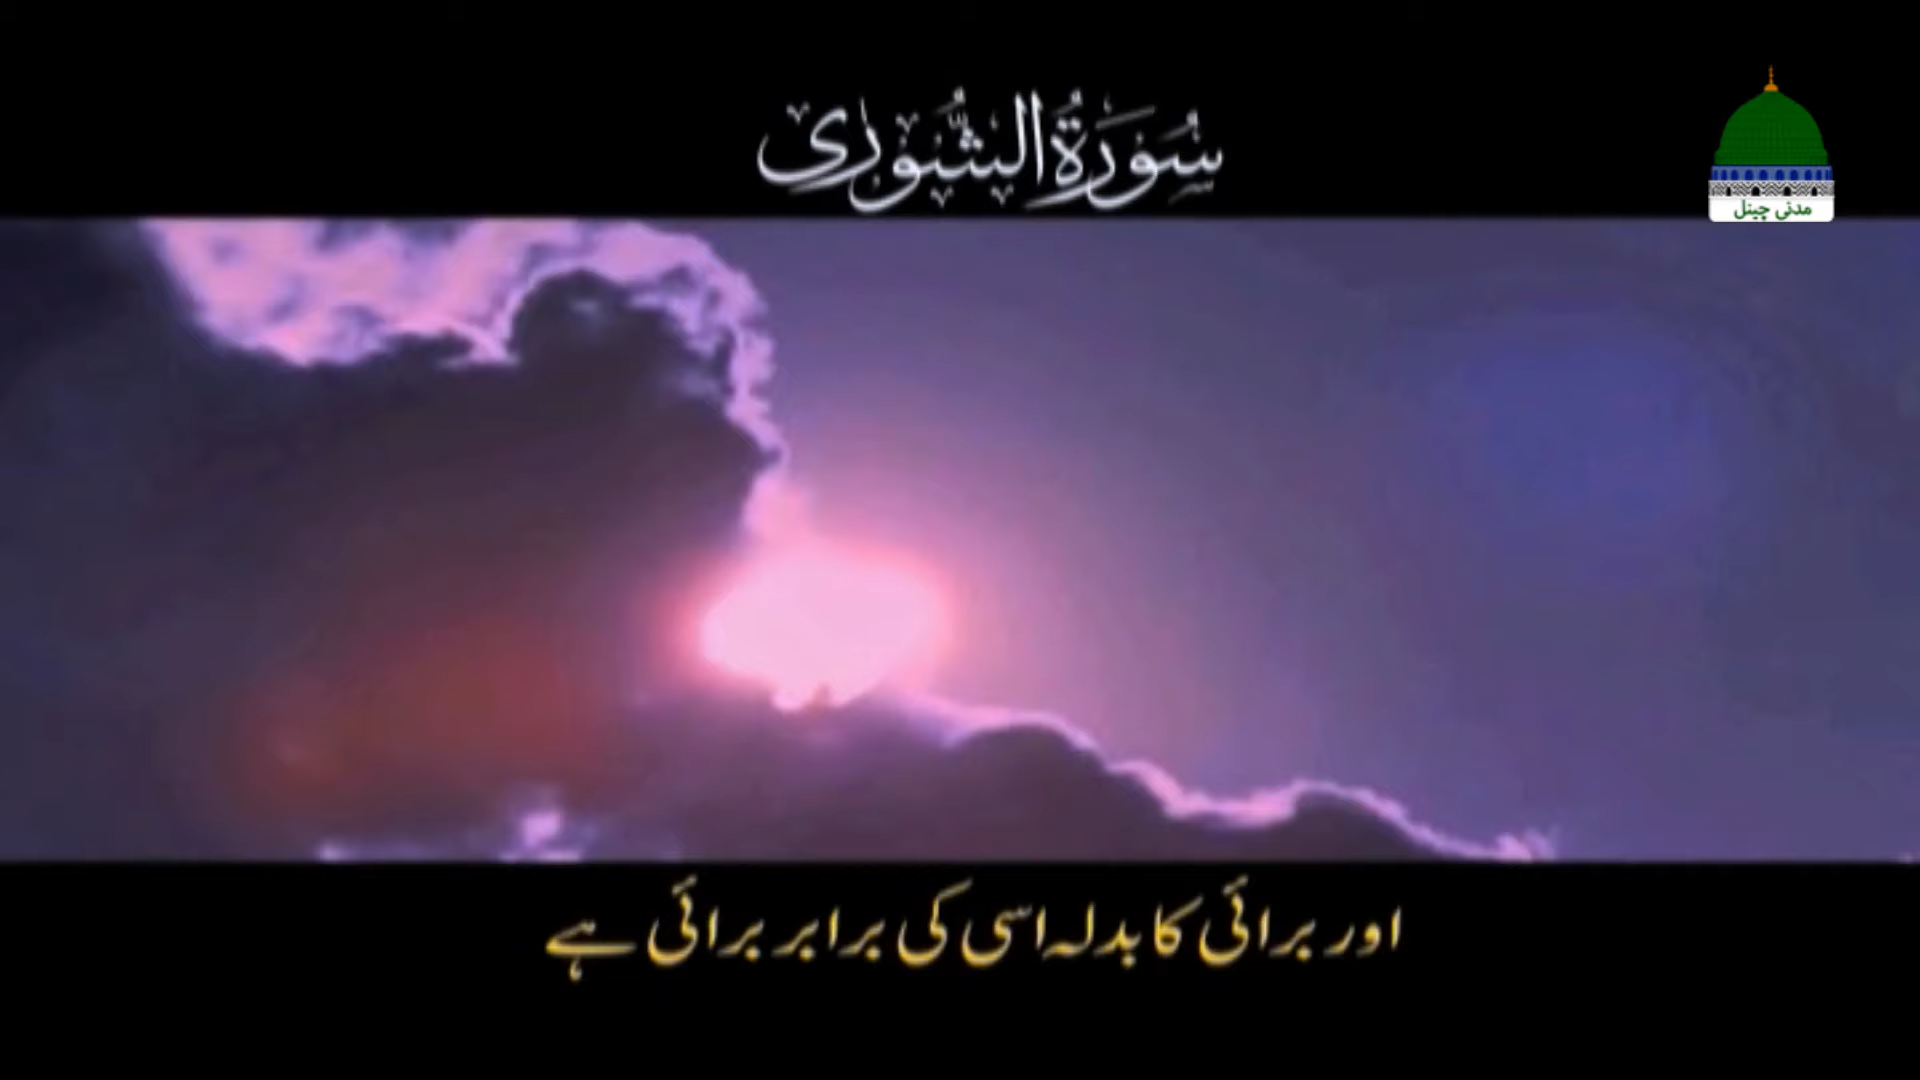 سُوْرَۃُ الشُّوْرٰی
مدنی چینل
اور برائی کا بدلہ اسی کی برابر برائی ہے